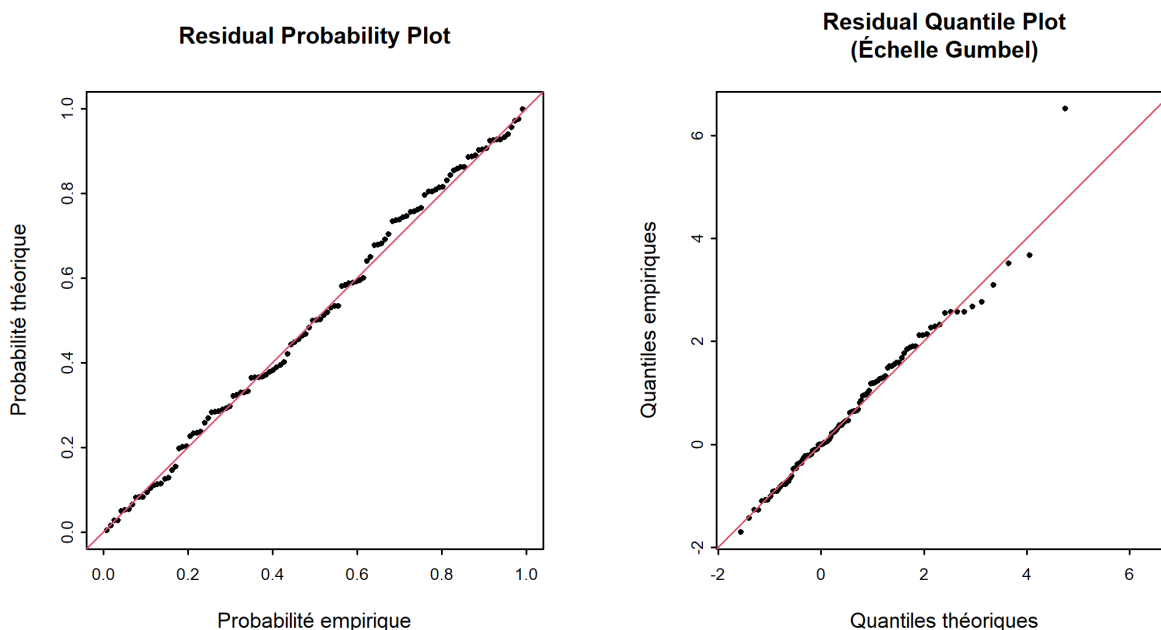 Residual Probability Plot
Probabilité théorique
1.0
0.8
0.6
0.4
0.2
0.0
0.0 0.2 0.4 0.6 0.8 1.0
Probabilité empirique
Residual Quantile Plot
(Échelle Gumbel)
Quantiles empiriques
6
4
2
0
-2
-2 0 2 4 6
Quantiles théoriques